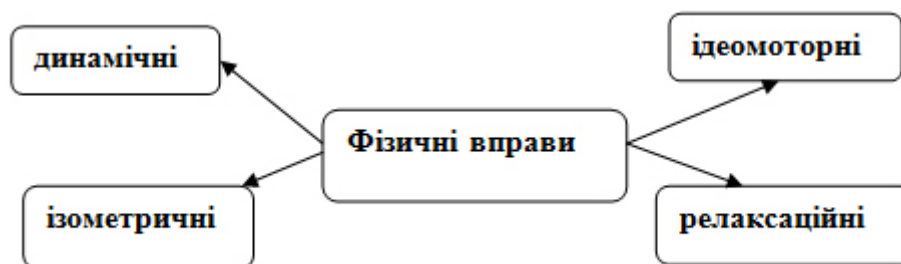 динамічні
ідеомоторні
Фізичні вправи
ізометричні
релаксаційні